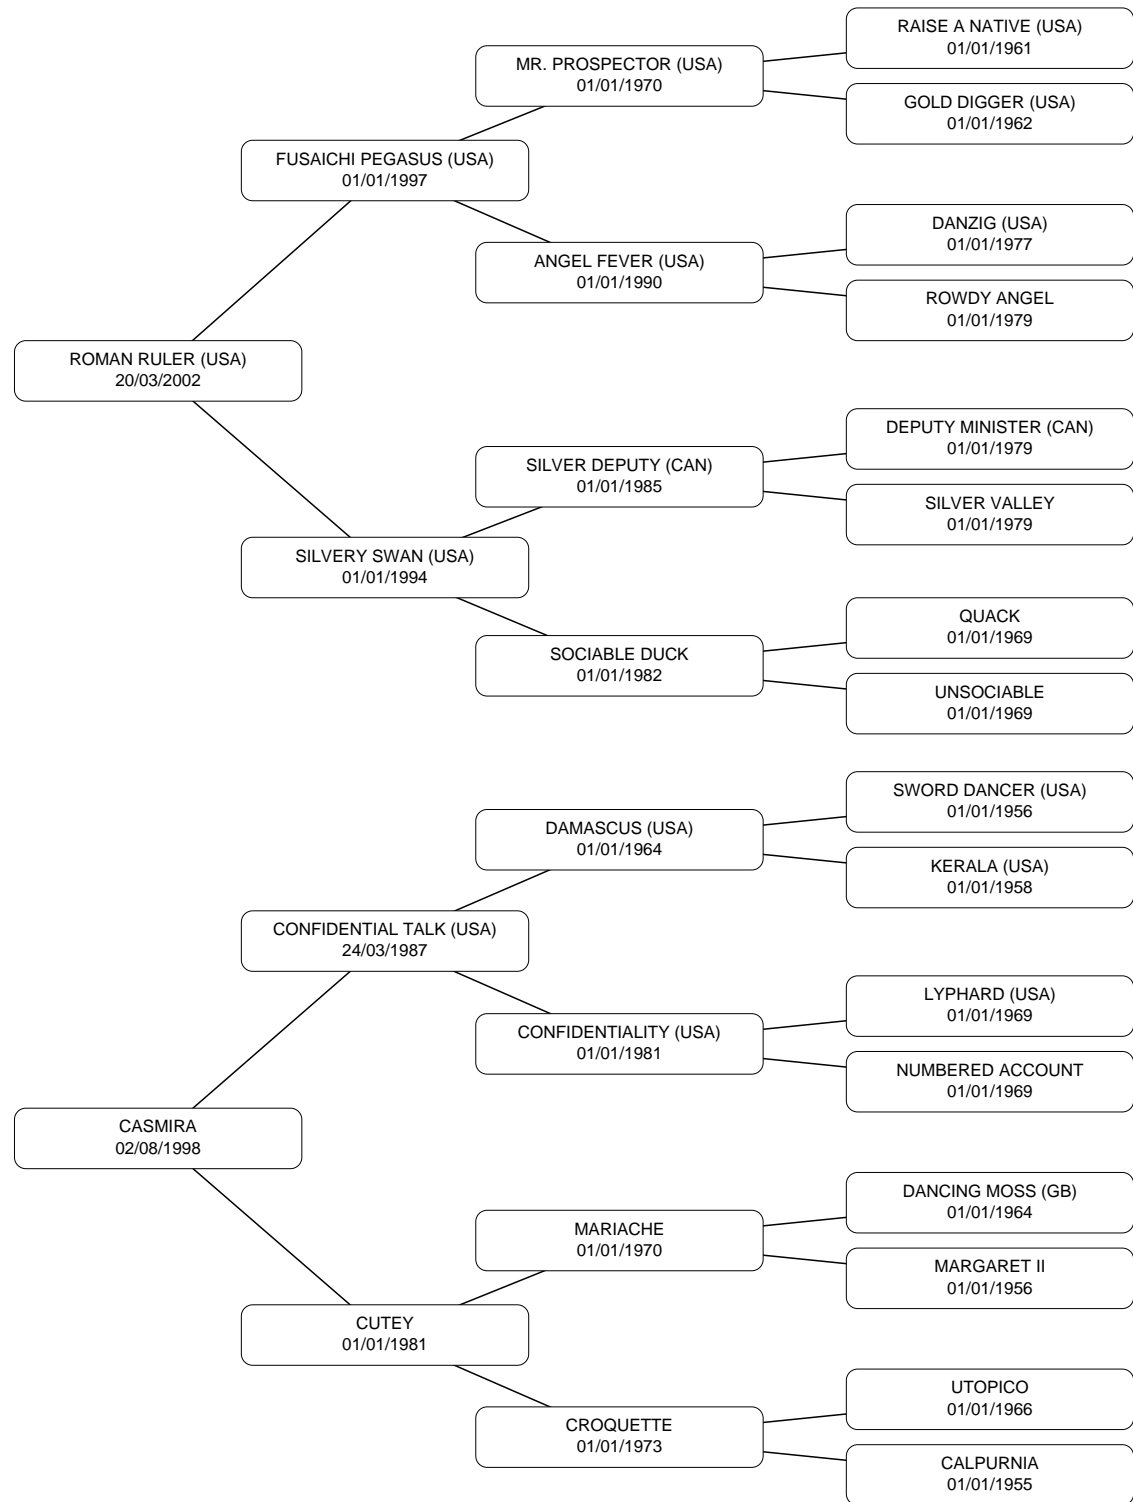 RAISE A NATIVE (USA)
01/01/1961
MR. PROSPECTOR (USA)
01/01/1970
GOLD DIGGER (USA)
01/01/1962
FUSAICHI PEGASUS (USA)
01/01/1997
DANZIG (USA)
01/01/1977
ANGEL FEVER (USA)
01/01/1990
ROWDY ANGEL
01/01/1979
ROMAN RULER (USA)
20/03/2002
DEPUTY MINISTER (CAN)
01/01/1979
SILVER DEPUTY (CAN)
01/01/1985
SILVER VALLEY
01/01/1979
SILVERY SWAN (USA)
01/01/1994
QUACK
01/01/1969
SOCIABLE DUCK
01/01/1982
UNSOCIABLE
01/01/1969
SWORD DANCER (USA)
01/01/1956
DAMASCUS (USA)
01/01/1964
KERALA (USA)
01/01/1958
CONFIDENTIAL TALK (USA)
24/03/1987
LYPHARD (USA)
01/01/1969
CONFIDENTIALITY (USA)
01/01/1981
NUMBERED ACCOUNT
01/01/1969
CASMIRA
02/08/1998
DANCING MOSS (GB)
01/01/1964
MARIACHE
01/01/1970
MARGARET II
01/01/1956
CUTEY
01/01/1981
UTOPICO
01/01/1966
CROQUETTE
01/01/1973
CALPURNIA
01/01/1955